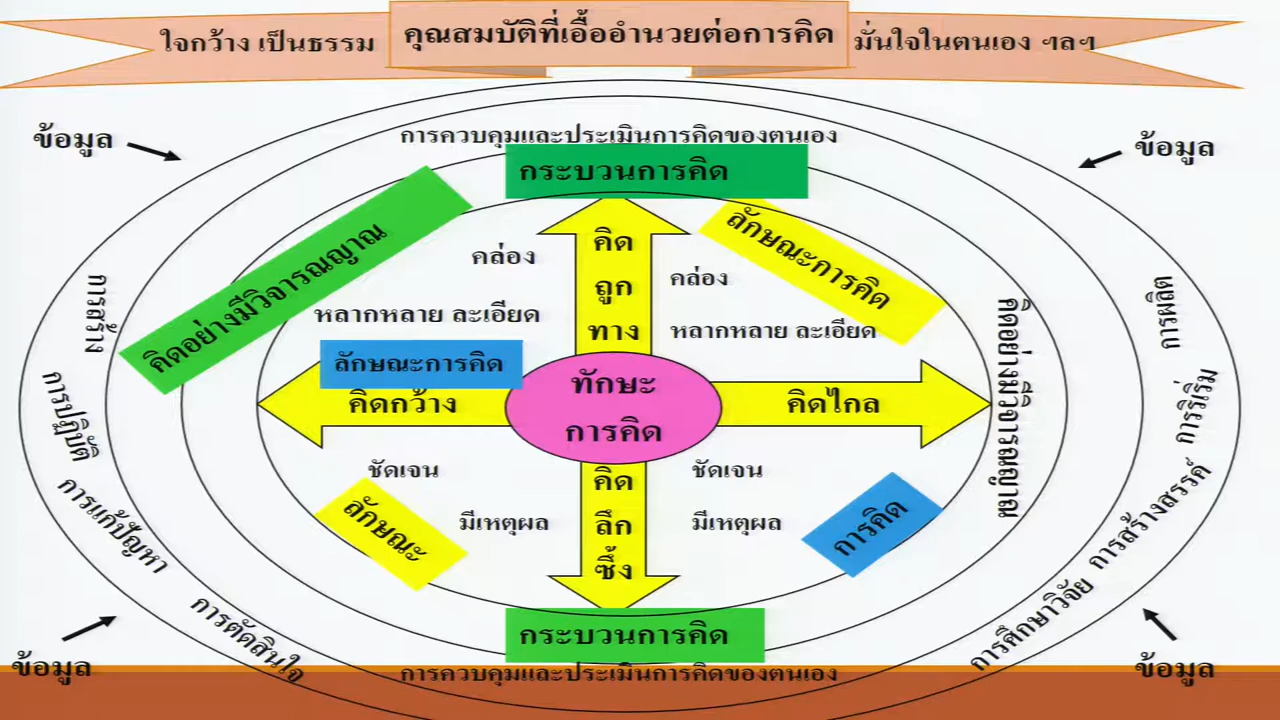 ใจกว้าง เป็นธรรม
คุณสมบัติที่เอื้ออำนวยต่อการคิด
มั่นใจในตนเอง ฯลฯ
ข้อมูล
ข้อมูล
การควบคุมและประเมินการคิดของตนเอง
กระบวนการคิด
คิดอย่างมีวิจารณญาณ
ลักษณะการคิด
คิด
ถูก
ทาง
คล่อง
คล่อง
หลากหลาย ละเอียด
หลากหลาย ละเอียด
การสร้าง
การผลิต
ลักษณะการคิด
คิดกว้าง
ทักษะ
การคิด
คิดไกล
คิดอย่างมีวิจารณญาณ
การปฏิบัติ
การริเริ่ม
ชัดเจน
ชัดเจน
คิด
ลึก
ซึ้ง
ลักษณะ
มีเหตุผล
มีเหตุผล
การคิด
การแก้ปัญหา
การสร้างสรรค์
การตัดสินใจ
การศึกษาวิจัย
กระบวนการคิด
การควบคุมและประเมินการคิดของตนเอง
ข้อมูล
ข้อมูล